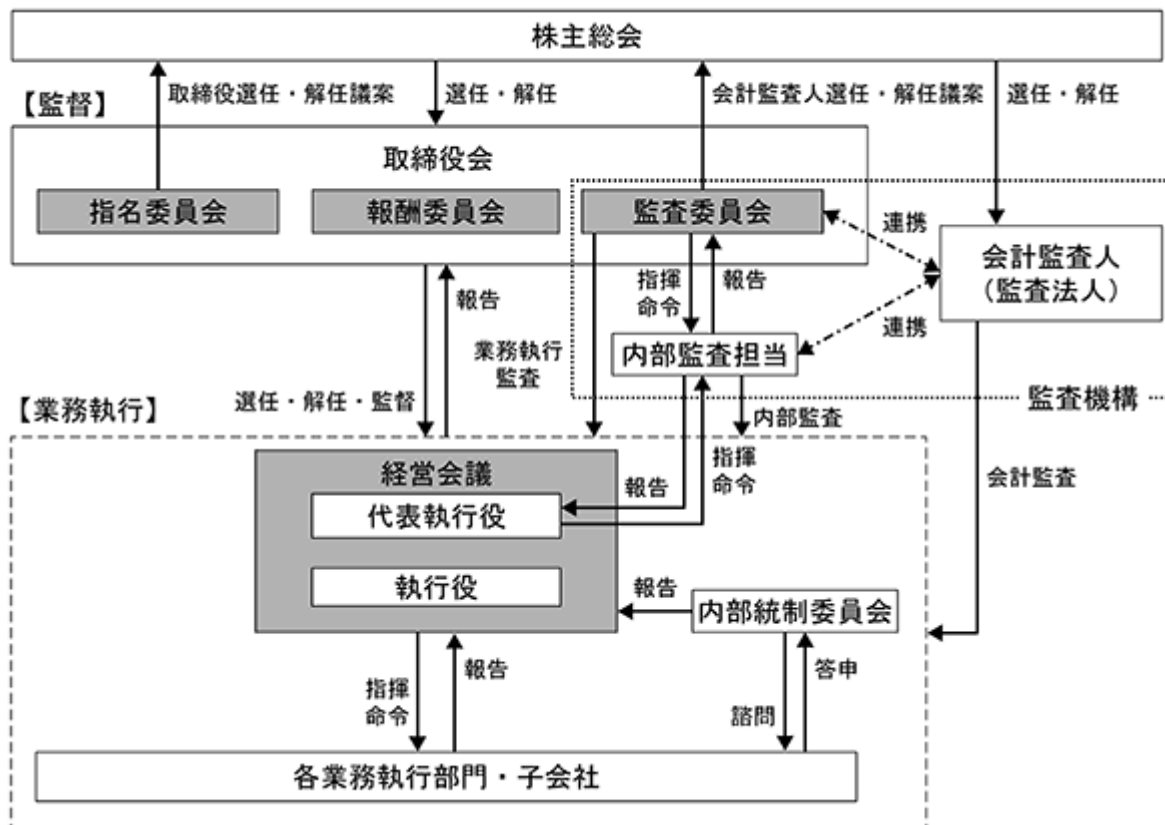 株主総会
取締役選任・解任議案
選任・解任
会計監査人選任・解任議案
選任・解任
【監督】
取締役会
指名委員会
報酬委員会
監査委員会
連携
会計監査人
（監査法人）
指揮
命令
報告
報告
連携
業務執行
監査
内部監査担当
選任・解任・監督
監査機構
【業務執行】
内部監査
経営会議
報告
指揮
命令
会計監査
代表執行役
執行役
報告
内部統制委員会
報告
答申
指揮
命令
諮問
各業務執行部門・子会社